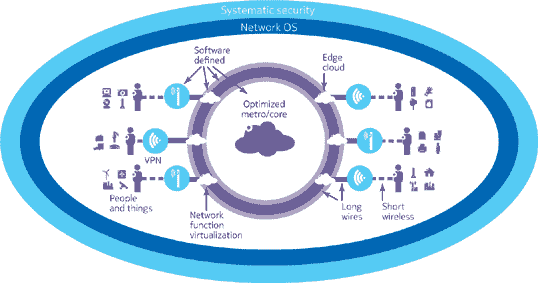 Systematic security
Network OS
Software
defined
Edge
cloud
Optimized
metro/core
VPN
People
and things
Network
function
virtualization
Long
wires
Short
wireless